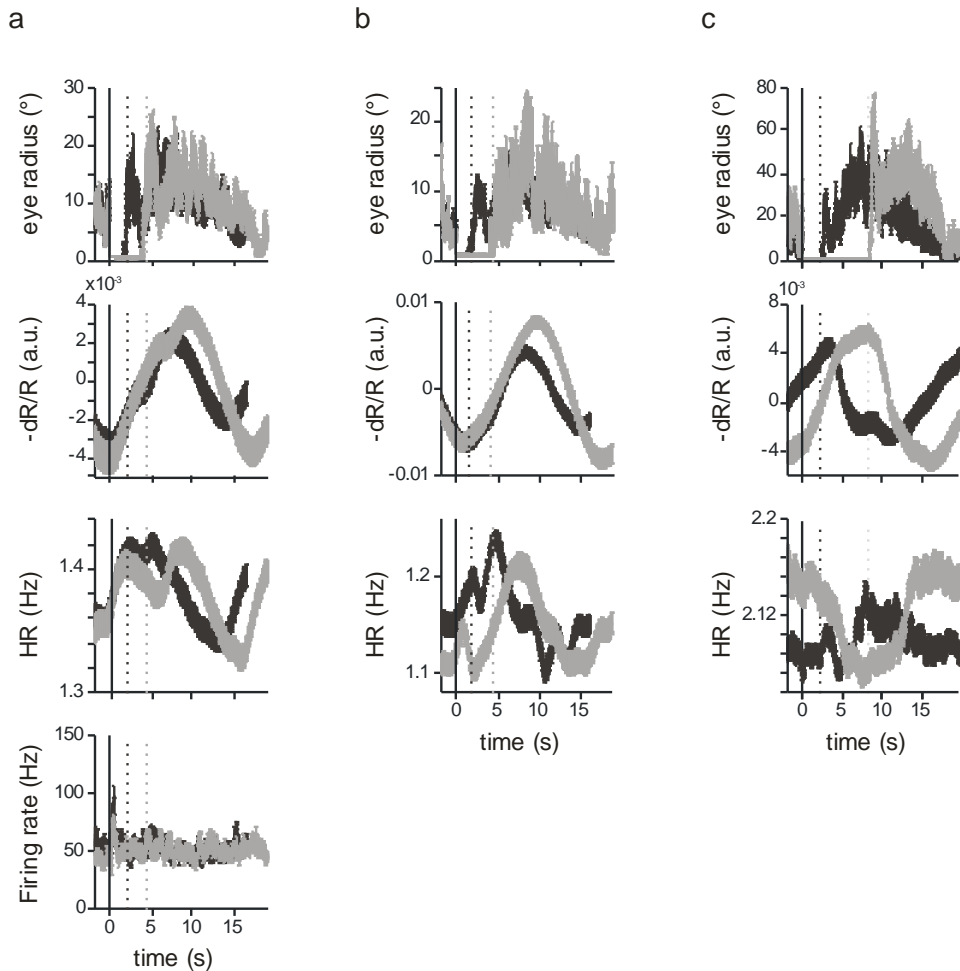 a
b
c
eye radius (°)
30
20
10
0
eye radius (°)
20
10
0
eye radius (°)
80
60
40
20
0
x10-3
-dR/R (a.u.)
4
2
0
-2
-4
-dR/R (a.u.)
0.01
0
-0.01
10-3
-dR/R (a.u.)
8
4
0
-4
HR (Hz)
1.4
1.3
HR (Hz)
1.2
1.1
0 5 10 15
time (s)
HR (Hz)
2.2
2.12
0 5 10 15
time (s)
Firing rate (Hz)
150
100
50
0
0 5 10 15
time (s)